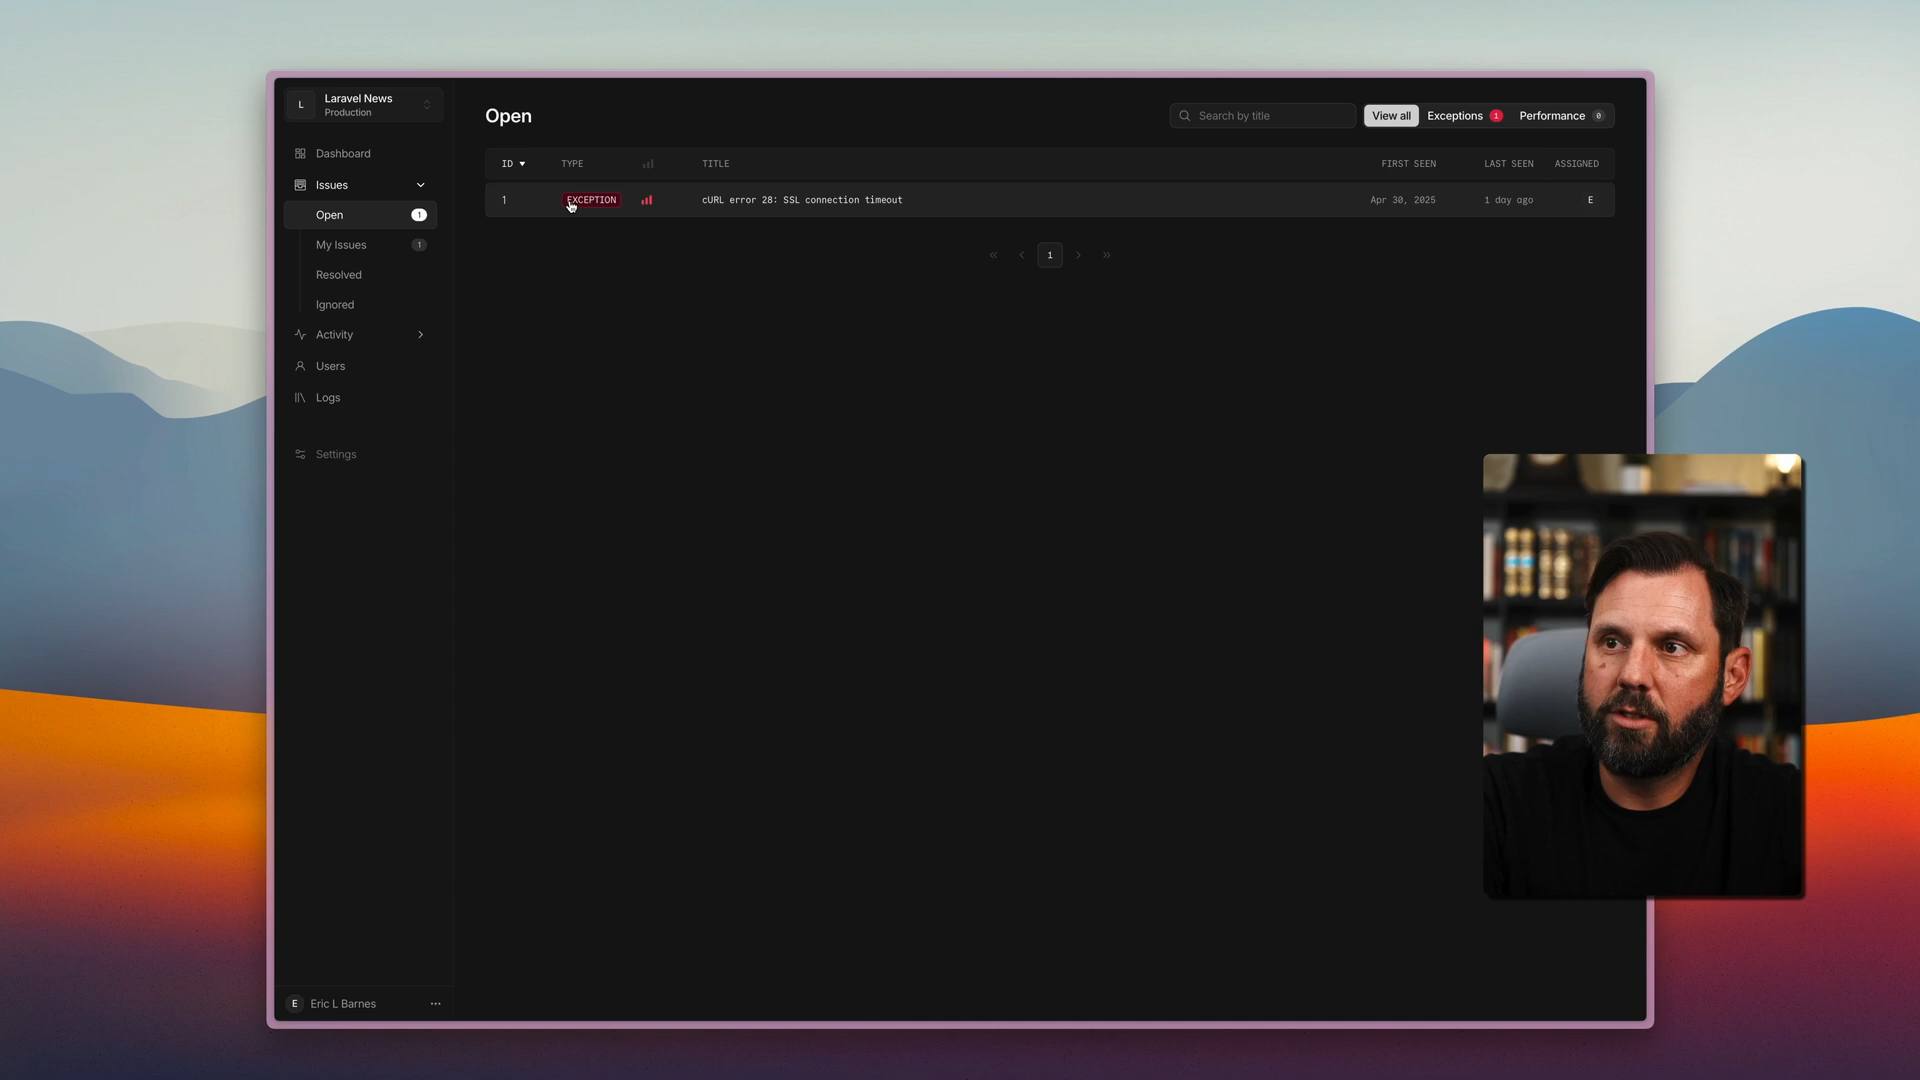 L
Laravel News
Production
Dashboard
Issues
Open 1
My Issues 1
Resolved
Ignored
Activity
Users
Logs
Settings
E Eric L Barnes
Open
Search by title
View all Exceptions 1 Performance 0
ID TYPE TITLE FIRST SEEN LAST SEEN ASSIGNED
1 EXCEPTION cURL error 28: SSL connection timeout Apr 30, 2025 1 day ago E
« ‹ 1 › »